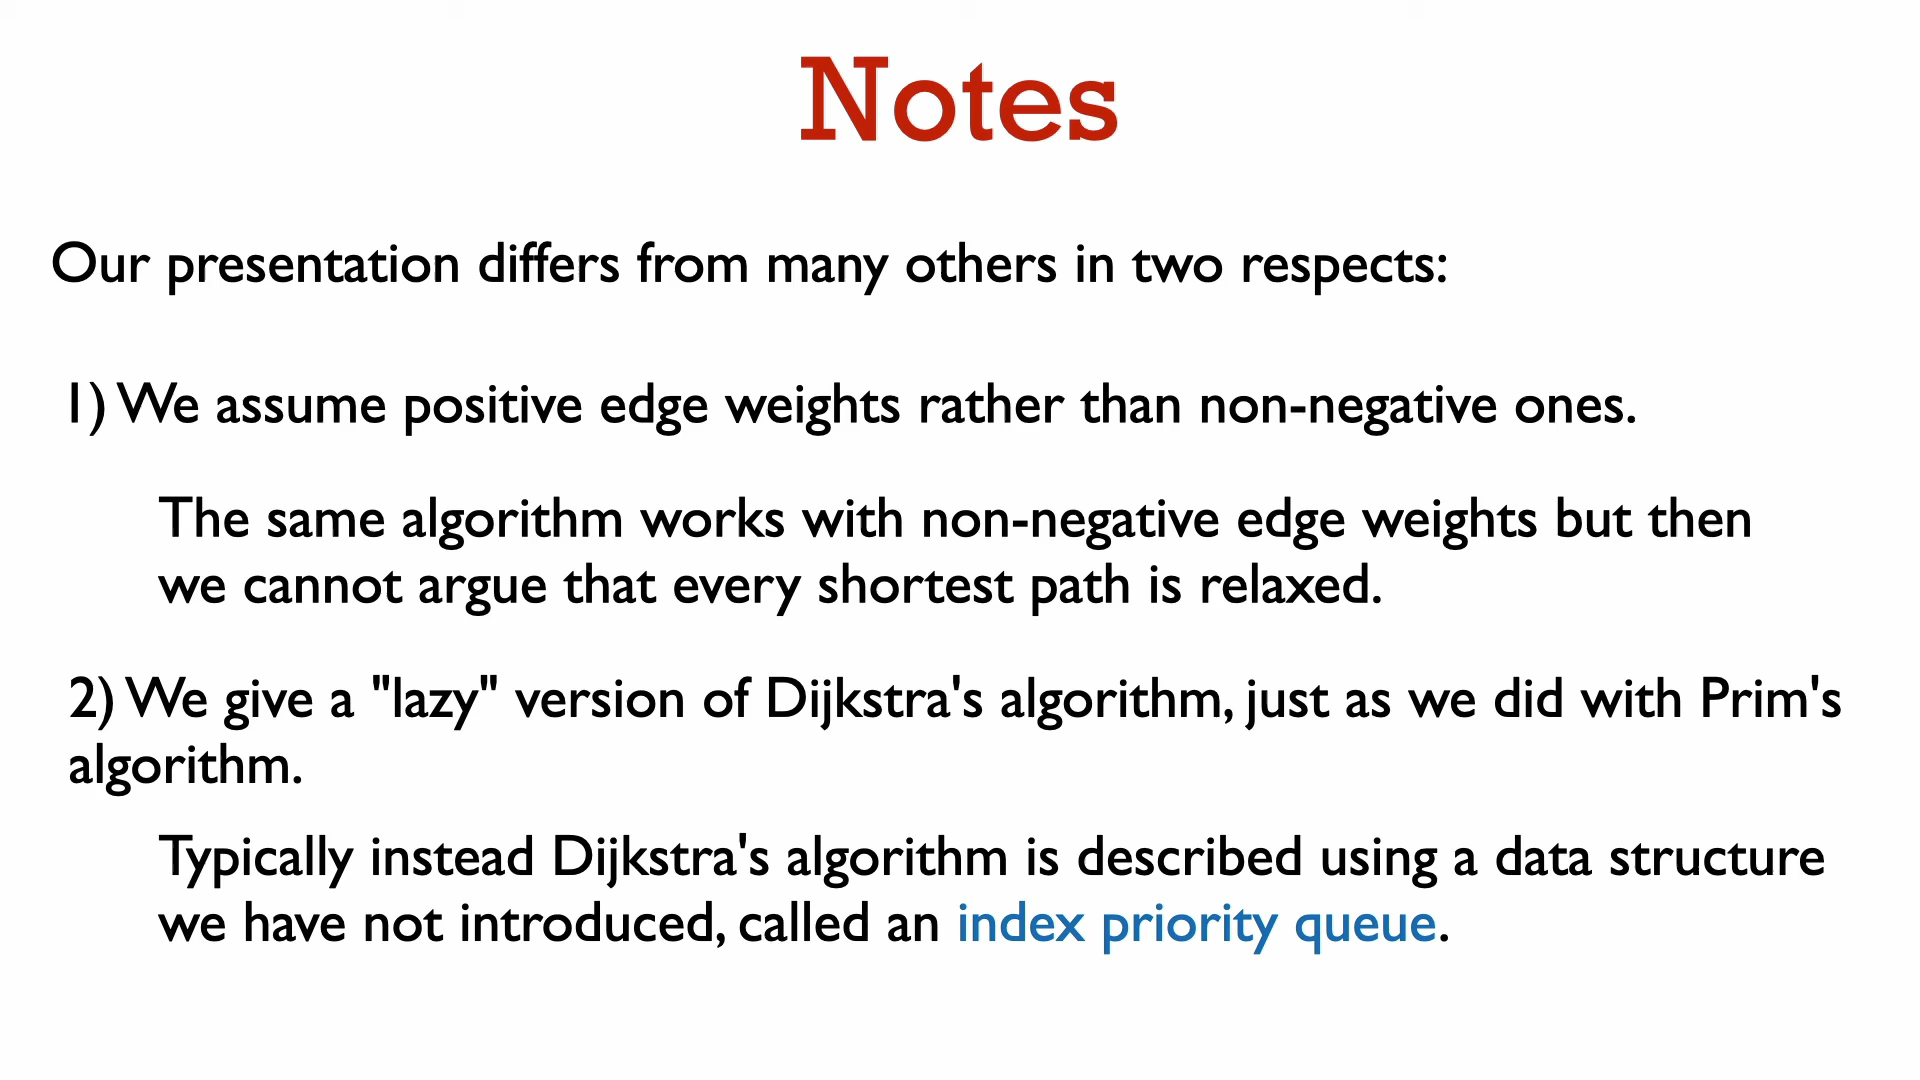 Notes
Our presentation differs from many others in two respects:
1) We assume positive edge weights rather than non-negative ones.
The same algorithm works with non-negative edge weights but then
we cannot argue that every shortest path is relaxed.
2) We give a "lazy" version of Dijkstra's algorithm, just as we did with Prim's
algorithm.
Typically instead Dijkstra's algorithm is described using a data structure
we have not introduced, called an index priority queue.